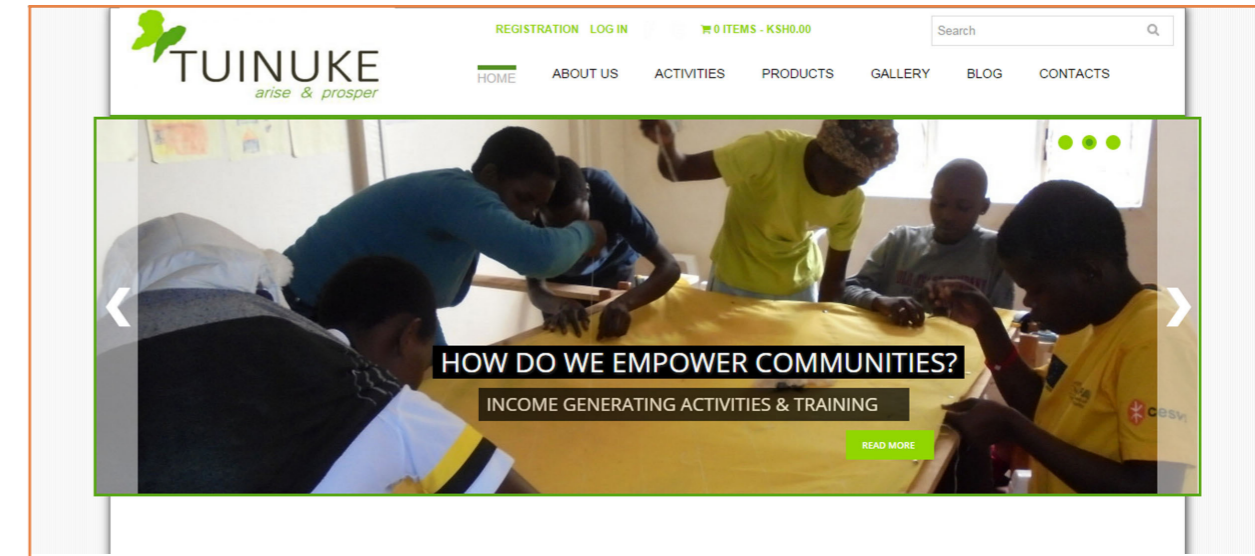 TUINUKE
arise & prosper
REGISTRATION LOG IN 0 ITEMS - KSH0.00
Search
HOME ABOUT US ACTIVITIES PRODUCTS GALLERY BLOG CONTACTS
HOW DO WE EMPOWER COMMUNITIES?
INCOME GENERATING ACTIVITIES & TRAINING
READ MORE